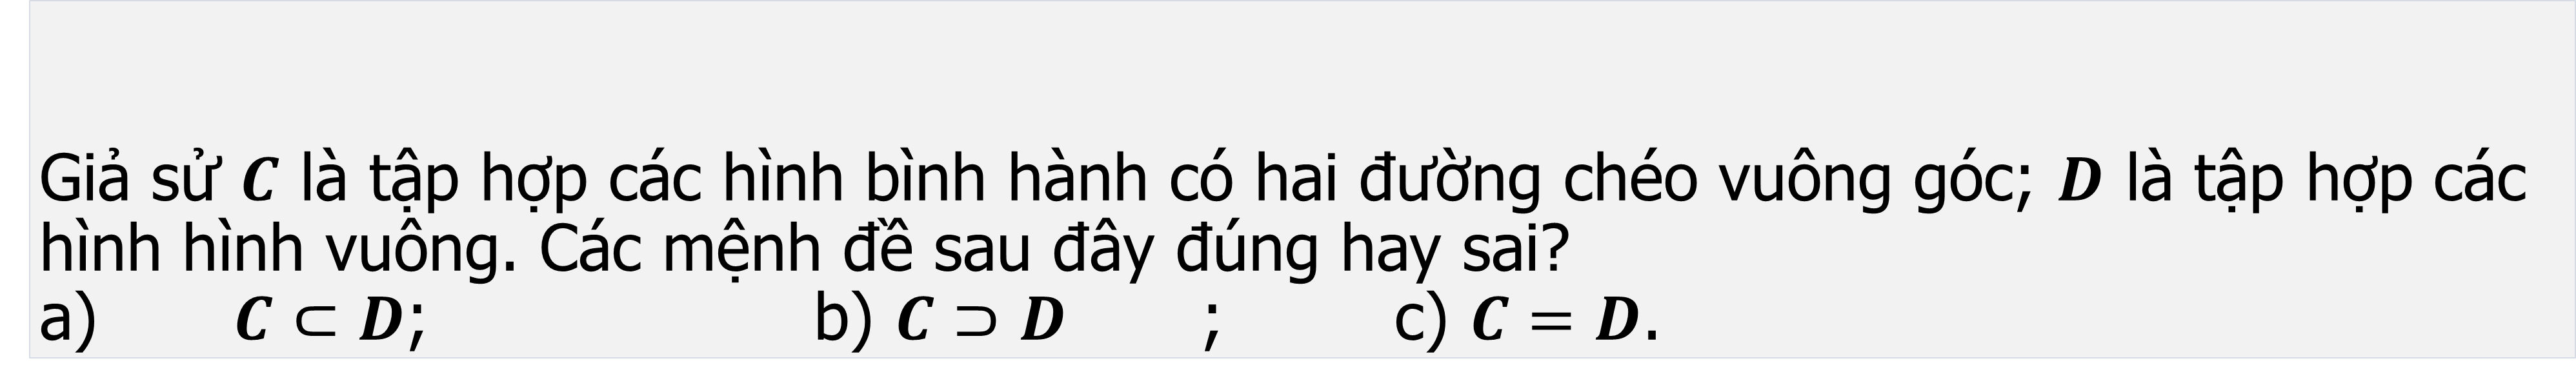 Giả sử C là tập hợp các hình bình hành có hai đường chéo vuông góc; D là tập hợp các
hình hình vuông. Các mệnh đề sau đây đúng hay sai?
a) C ⊂ D; b) C ⊃ D ; c) C = D.